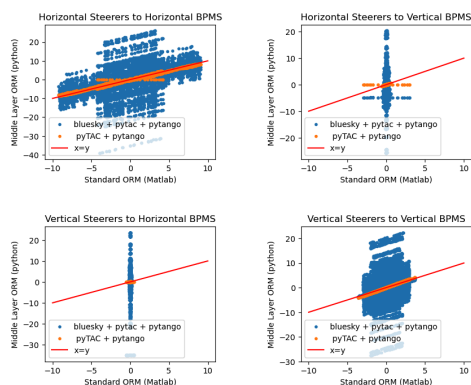 Horizontal Steerers to Horizontal BPMS
Middle Layer ORM (python)
20
10
0
−10
−20
−30
−40
bluesky + pytac + pytango
pyTAC + pytango
x=y
−10
−5
0
5
10
Standard ORM (Matlab)
Horizontal Steerers to Vertical BPMS
Middle Layer ORM (python)
20
10
0
−10
−20
bluesky + pytac + pytango
pyTAC + pytango
x=y
−10
−5
0
5
10
Standard ORM (Matlab)
Vertical Steerers to Horizontal BPMS
Middle Layer ORM (python)
20
10
0
−10
−20
−30
bluesky + pytac + pytango
pyTAC + pytango
x=y
−10
−5
0
5
10
Standard ORM (Matlab)
Vertical Steerers to Vertical BPMS
Middle Layer ORM (python)
20
10
0
−10
−20
−30
bluesky + pytac + pytango
pyTAC + pytango
x=y
−10
−5
0
5
10
Standard ORM (Matlab)